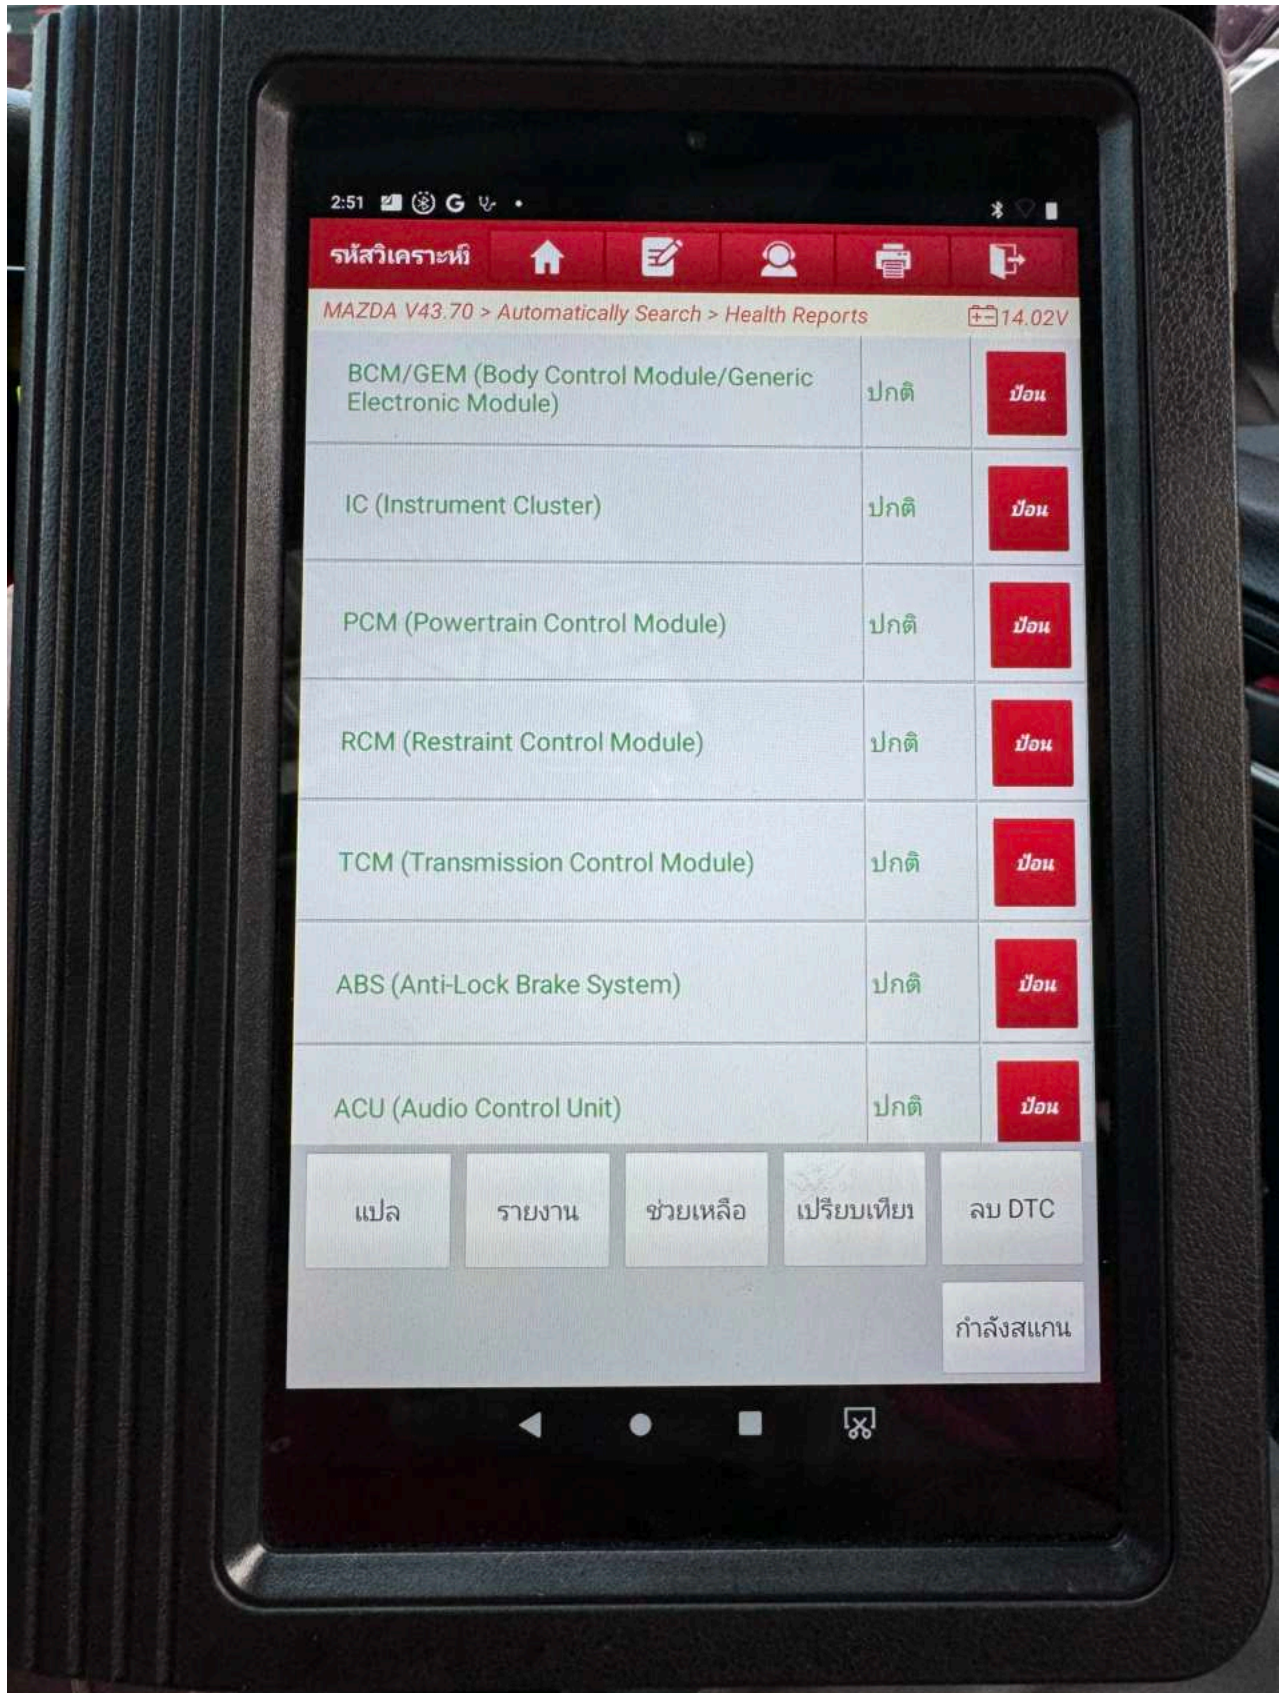 2:51 G
รหัสวิเคราะห์
MAZDA V43.70 > Automatically Search > Health Reports 14.02V
BCM/GEM (Body Control Module/Generic Electronic Module) ปกติ ป้อน
IC (Instrument Cluster) ปกติ ป้อน
PCM (Powertrain Control Module) ปกติ ป้อน
RCM (Restraint Control Module) ปกติ ป้อน
TCM (Transmission Control Module) ปกติ ป้อน
ABS (Anti-Lock Brake System) ปกติ ป้อน
ACU (Audio Control Unit) ปกติ ป้อน
แปล รายงาน ช่วยเหลือ เปรียบเทีย ลบ DTC
กำลังสแกน